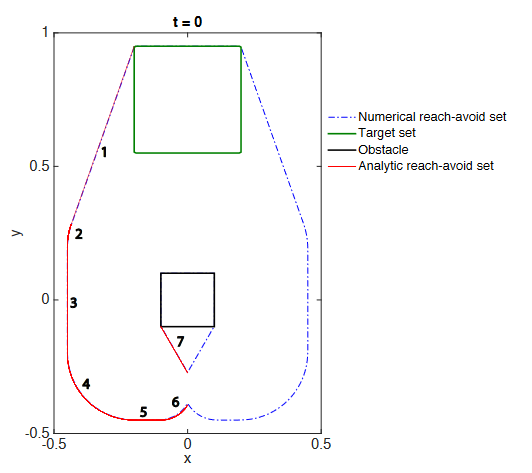 t = 0
1
0.5
0
-0.5
y
-0.5
0
0.5
x
1
2
3
4
5
6
7
Numerical reach-avoid set
Target set
Obstacle
Analytic reach-avoid set